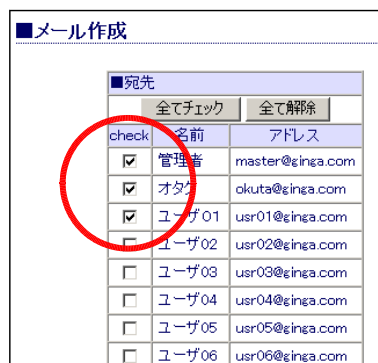 ■メール作成
■宛先
全てチェック 全て解除
check 名前 アドレス
管理者 master@ginga.com
オタケ okuta@ginga.com
ユーザ01 usr01@ginga.com
ユーザ02 usr02@ginga.com
ユーザ03 usr03@ginga.com
ユーザ04 usr04@ginga.com
ユーザ05 usr05@ginga.com
ユーザ06 usr06@ginga.com